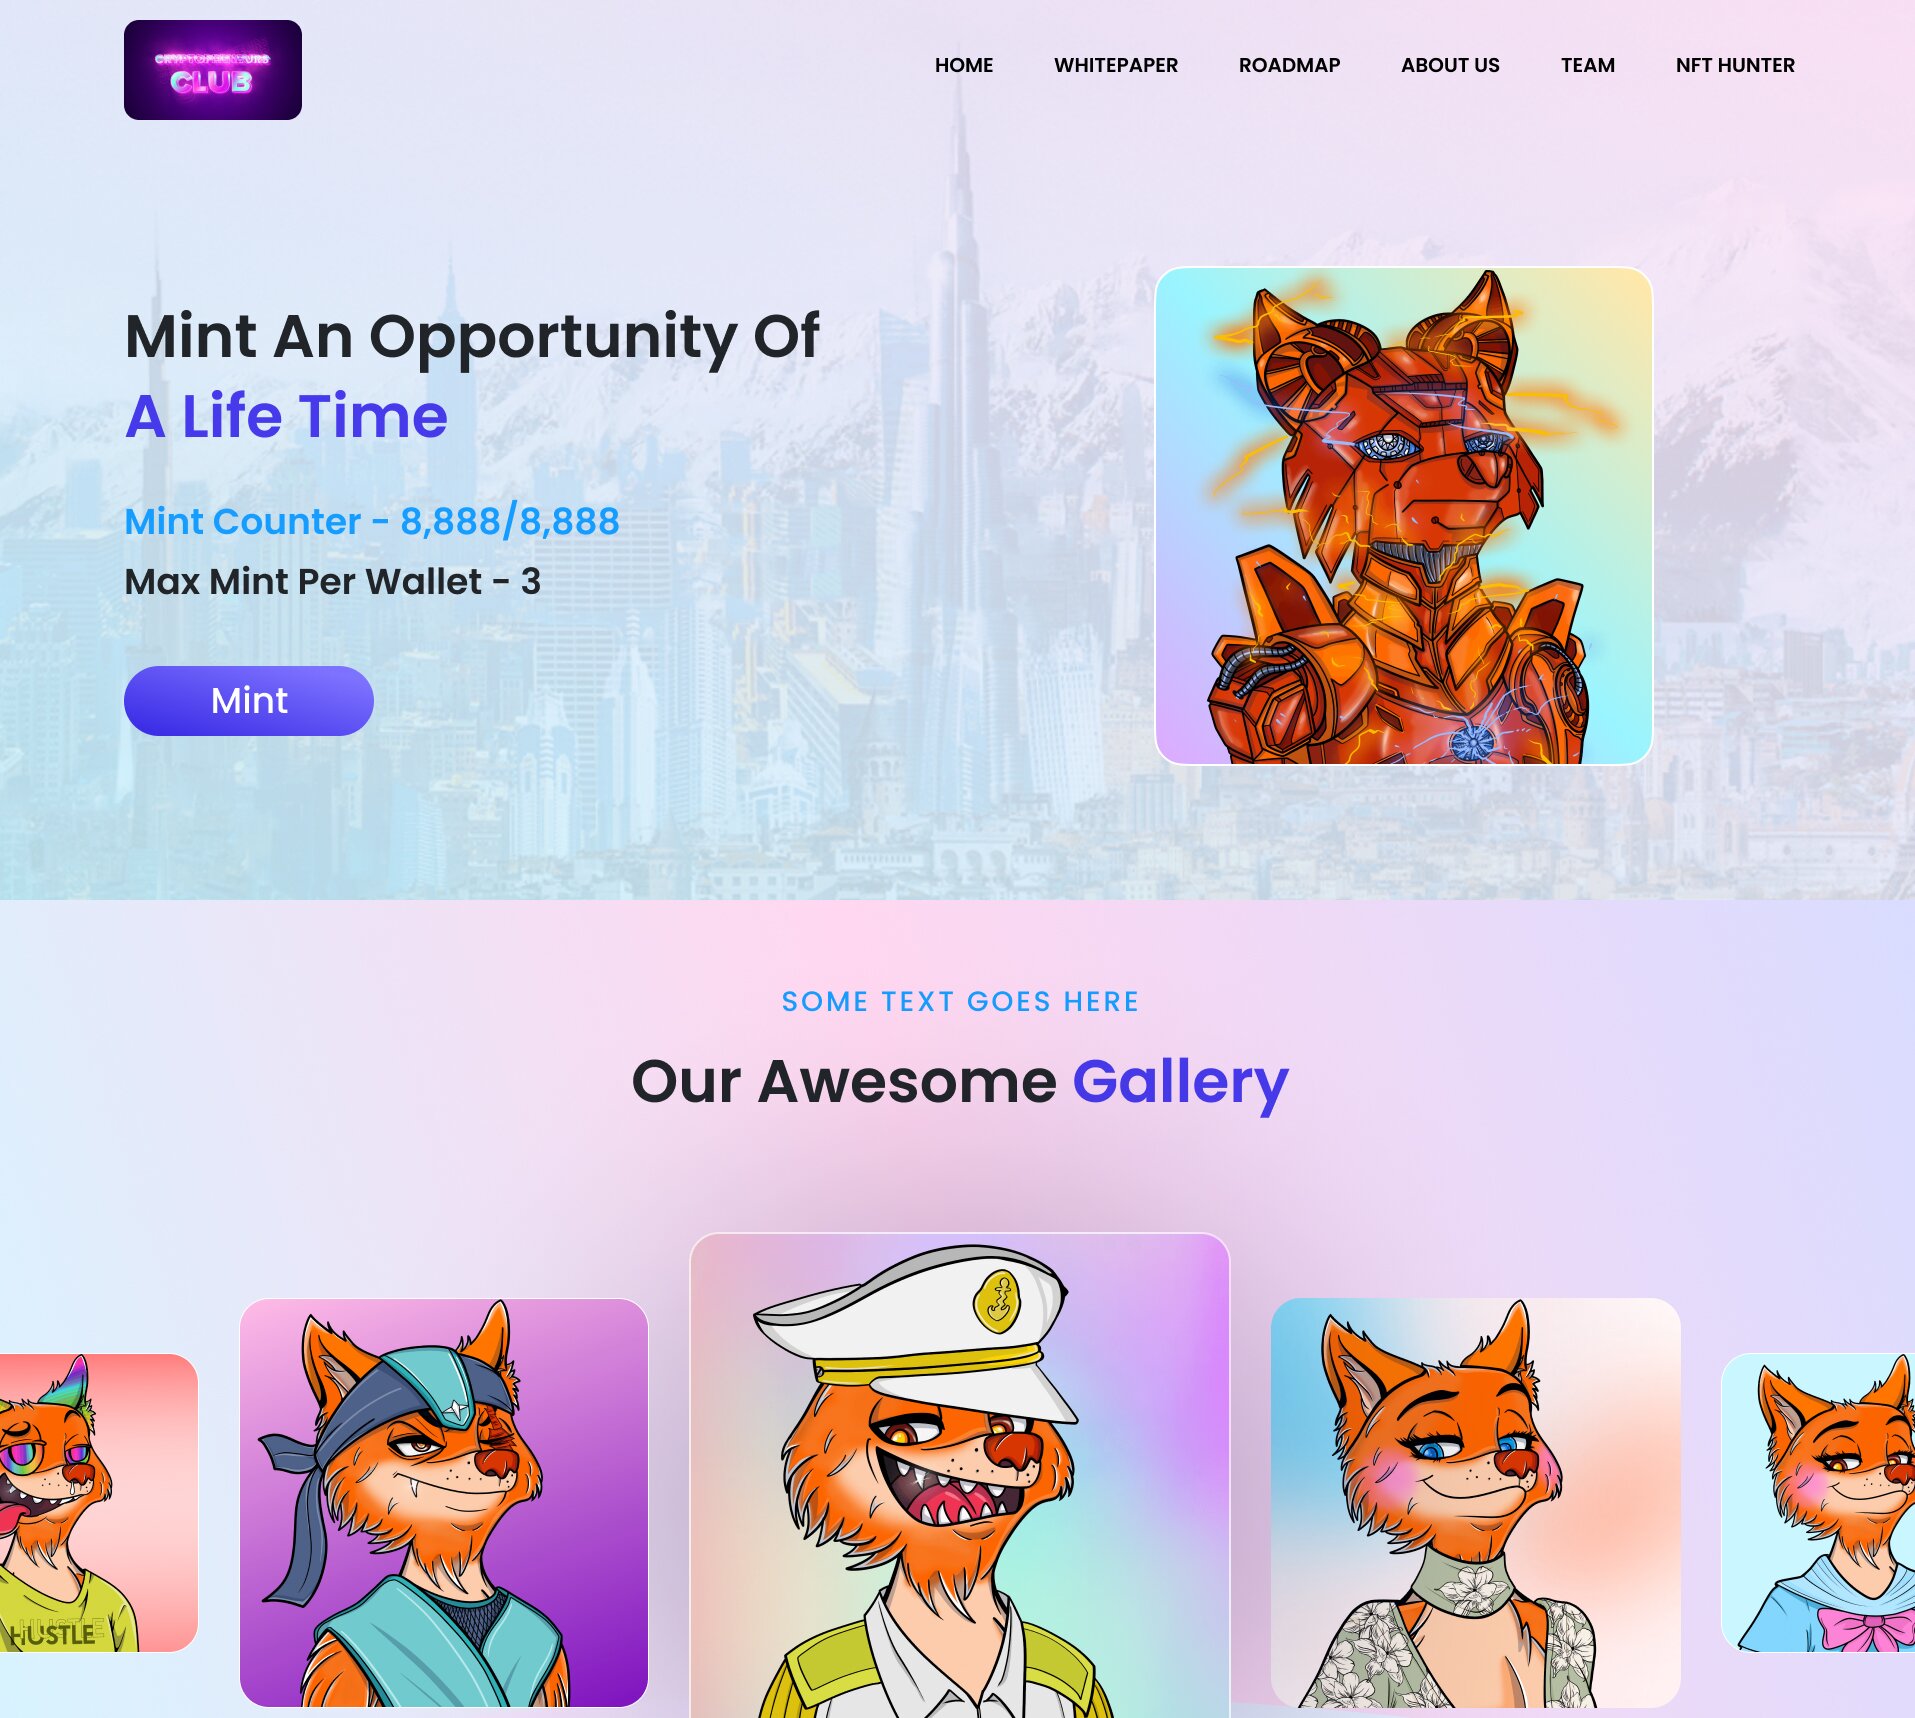 CRYPTOPRENEURS
CLUB
HOME WHITEPAPER ROADMAP ABOUT US TEAM NFT HUNTER
Mint An Opportunity Of
A Life Time
Mint Counter - 8,888/8,888
Max Mint Per Wallet - 3
Mint
SOME TEXT GOES HERE
Our Awesome Gallery
HUSTLE
HUSTLE